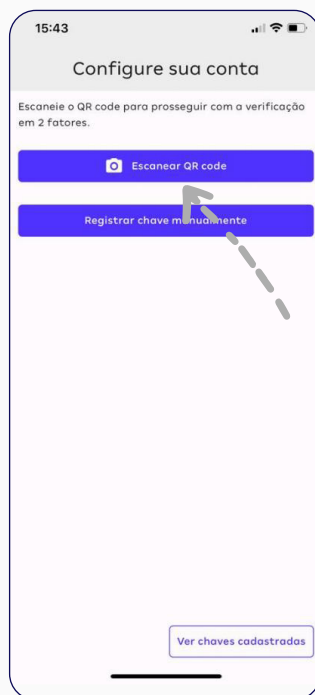 15:43
Configure sua conta
Escaneie o QR code para prosseguir com a verificação
em 2 fatores.
Escanear QR code
Registrar chave manualmente
Ver chaves cadastradas